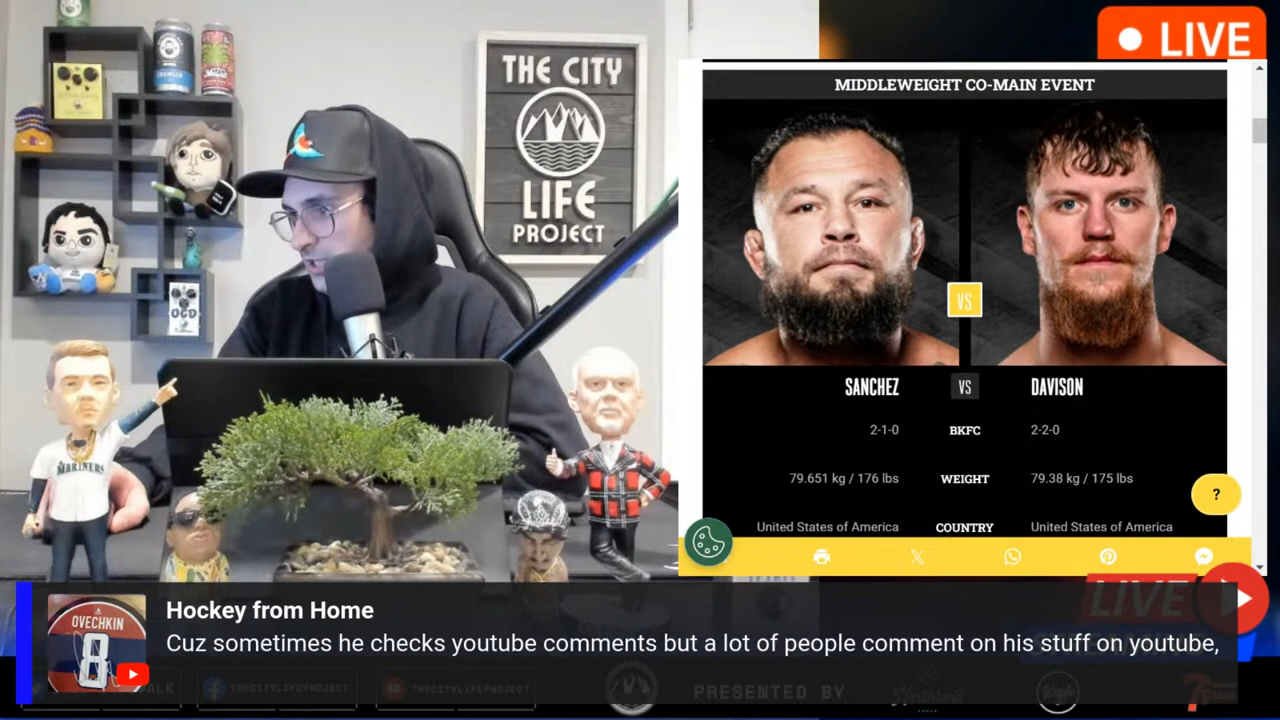 LIVE
THE CITY
LIFE
PROJECT
OCD
MARINERS
MIDDLEWEIGHT CO-MAIN EVENT
VS
SANCHEZ VS DAVISON
2-1-0 BKFC 2-2-0
79.651 kg / 176 lbs WEIGHT 79.38 kg / 175 lbs
?
United States of America COUNTRY United States of America
LIVE
OVECHKIN
8
Hockey from Home
Cuz sometimes he checks youtube comments but a lot of people comment on his stuff on youtube,
THECITYLIFEPROJECT
THECITYLIFEPROJECT
PRESENTED BY